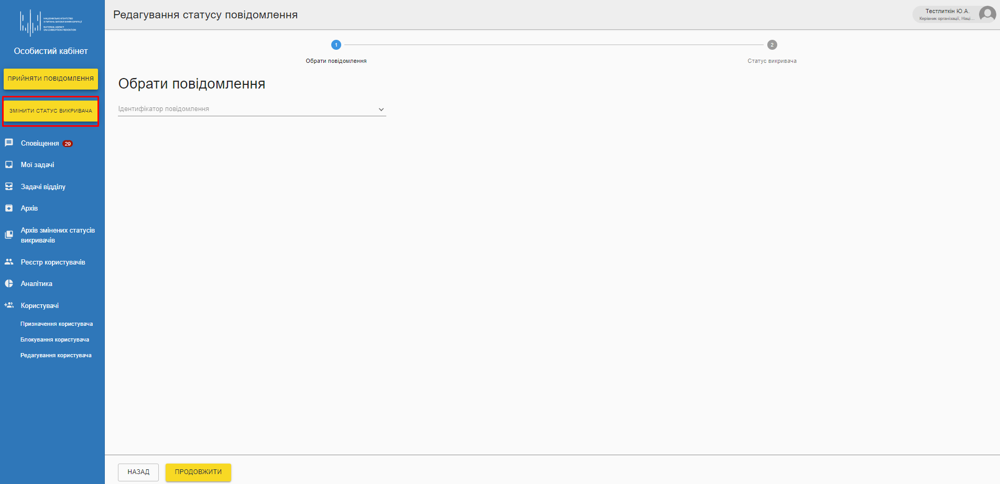 НАЦІОНАЛЬНЕ АГЕНТСТВО
З ПИТАНЬ ЗАПОБІГАННЯ КОРУПЦІЇ
NATIONAL AGENCY
ON CORRUPTION PREVENTION
Особистий кабінет
ПРИЙНЯТИ ПОВІДОМЛЕННЯ
ЗМІНИТИ СТАТУС ВИКРИВАЧА
Сповіщення 29
Мої задачі
Задачі відділу
Архів
Архів змінених статусів
викривачів
Реєстр користувачів
Аналітика
Користувачі
Призначення користувача
Блокування користувача
Редагування користувача
Редагування статусу повідомлення
Тестлиткін Ю.А.
Керівник організації, Наці...
1
2
Обрати повідомлення
Статус викривача
Обрати повідомлення
Ідентифікатор повідомлення
НАЗАД
ПРОДОВЖИТИ